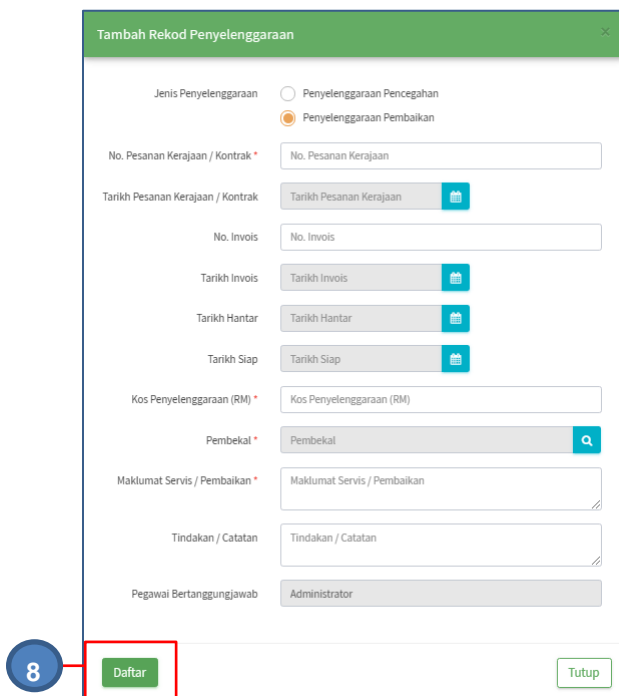 Tambah Rekod Penyelenggaraan ×
Jenis Penyelenggaraan Penyelenggaraan Pencegahan
Penyelenggaraan Pembaikan
No. Pesanan Kerajaan / Kontrak * No. Pesanan Kerajaan
Tarikh Pesanan Kerajaan / Kontrak Tarikh Pesanan Kerajaan
No. Invois No. Invois
Tarikh Invois Tarikh Invois
Tarikh Hantar Tarikh Hantar
Tarikh Siap Tarikh Siap
Kos Penyelenggaraan (RM) * Kos Penyelenggaraan (RM)
Pembekal * Pembekal
Maklumat Servis / Pembaikan * Maklumat Servis / Pembaikan
Tindakan / Catatan Tindakan / Catatan
Pegawai Bertanggungjawab Administrator
8 Daftar Tutup